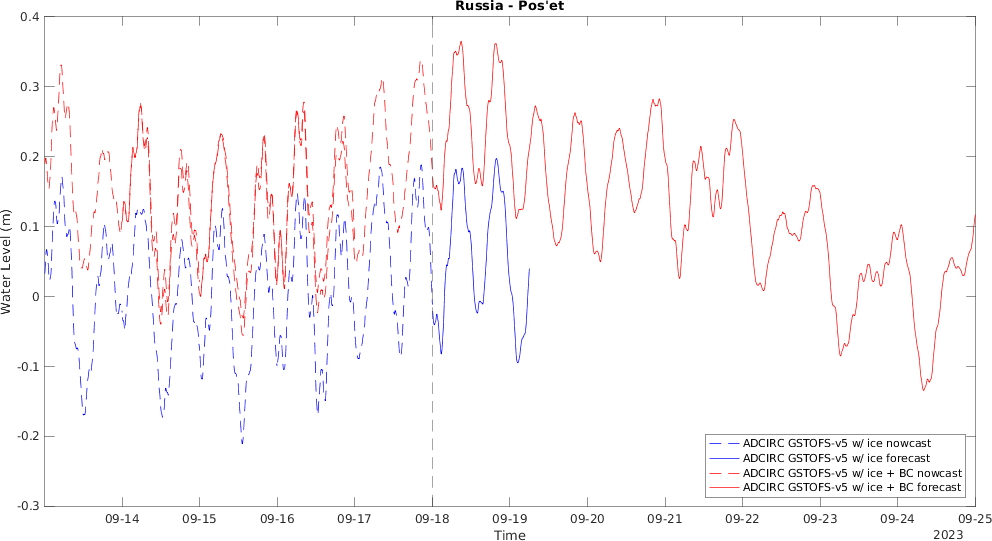 Russia - Pos'et
0.4
0.3
0.2
0.1
0
-0.1
-0.2
-0.3
Water Level (m)
ADCIRC GSTOFS-v5 w/ ice nowcast
ADCIRC GSTOFS-v5 w/ ice forecast
ADCIRC GSTOFS-v5 w/ ice + BC nowcast
ADCIRC GSTOFS-v5 w/ ice + BC forecast
09-14 09-15 09-16 09-17 09-18 09-19 09-20 09-21 09-22 09-23 09-24 09-25
Time
2023